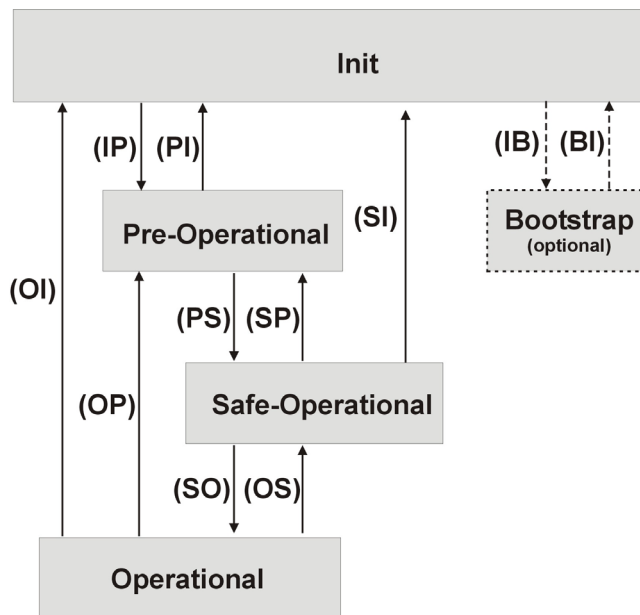 Init
(IP) (PI)
(IB) (BI)
Pre-Operational
(SI)
Bootstrap
(optional)
(OI)
(PS) (SP)
(OP)
Safe-Operational
(SO) (OS)
Operational